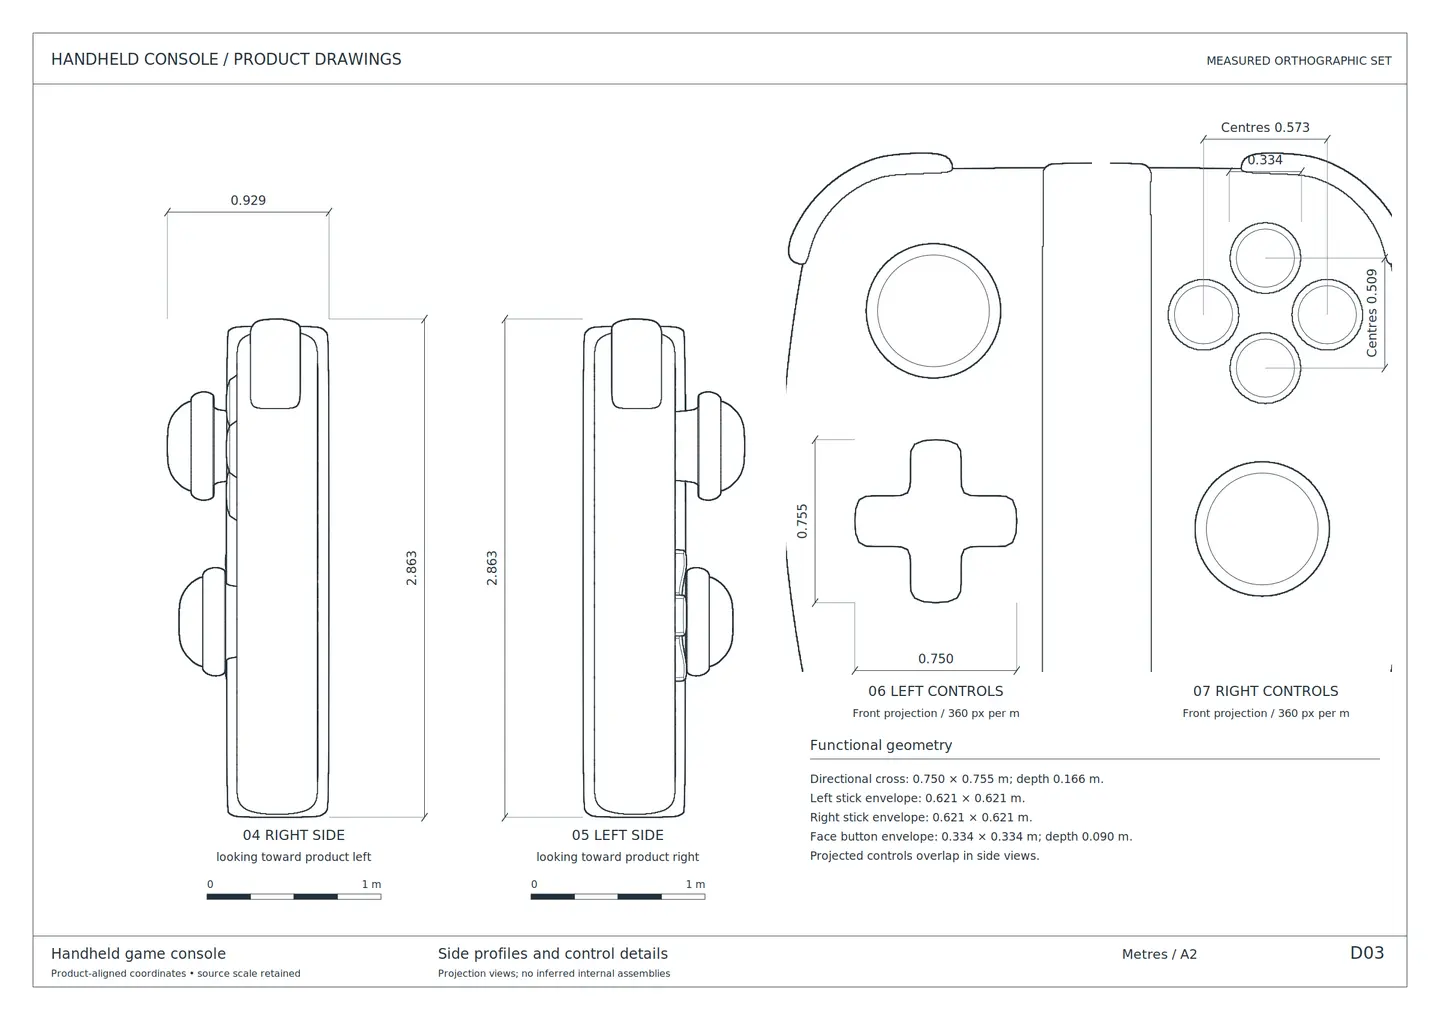 HANDHELD CONSOLE / PRODUCT DRAWINGS
MEASURED ORTHOGRAPHIC SET
Centres 0.573
0.334
Centres 0.509
0.929
2.863
2.863
0.755
0.750
06 LEFT CONTROLS
Front projection / 360 px per m
07 RIGHT CONTROLS
Front projection / 360 px per m
Functional geometry
Directional cross: 0.750 × 0.755 m; depth 0.166 m.
Left stick envelope: 0.621 × 0.621 m.
Right stick envelope: 0.621 × 0.621 m.
Face button envelope: 0.334 × 0.334 m; depth 0.090 m.
Projected controls overlap in side views.
04 RIGHT SIDE
looking toward product left
0 1 m
05 LEFT SIDE
looking toward product right
0 1 m
Handheld game console
Product-aligned coordinates • source scale retained
Side profiles and control details
Projection views; no inferred internal assemblies
Metres / A2
D03